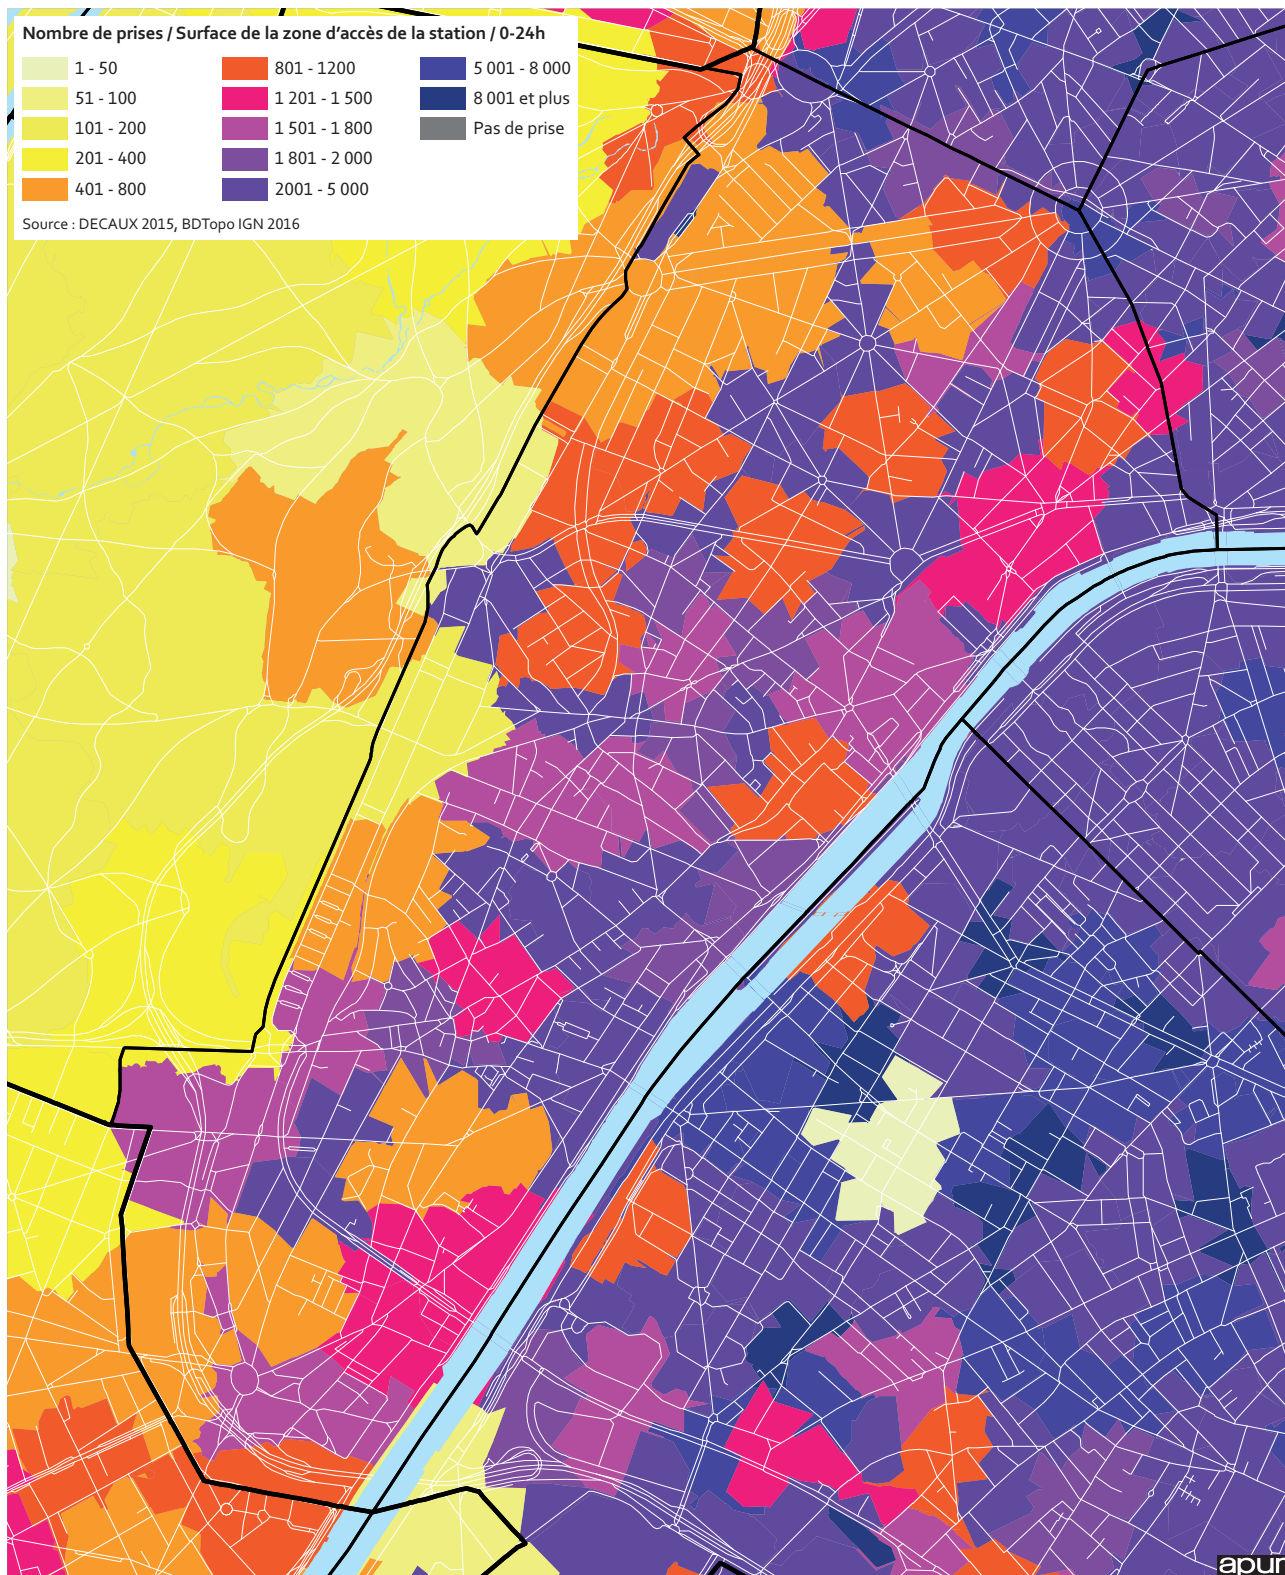 Nombre de prises / Surface de la zone d'accès de la station / 0-24h
1 - 50
51 - 100
101 - 200
201 - 400
401 - 800
801 - 1200
1 201 - 1 500
1 501 - 1 800
1 801 - 2 000
2001 - 5 000
5 001 - 8 000
8 001 et plus
Pas de prise
Source : DECAUX 2015, BDTopo IGN 2016
apur